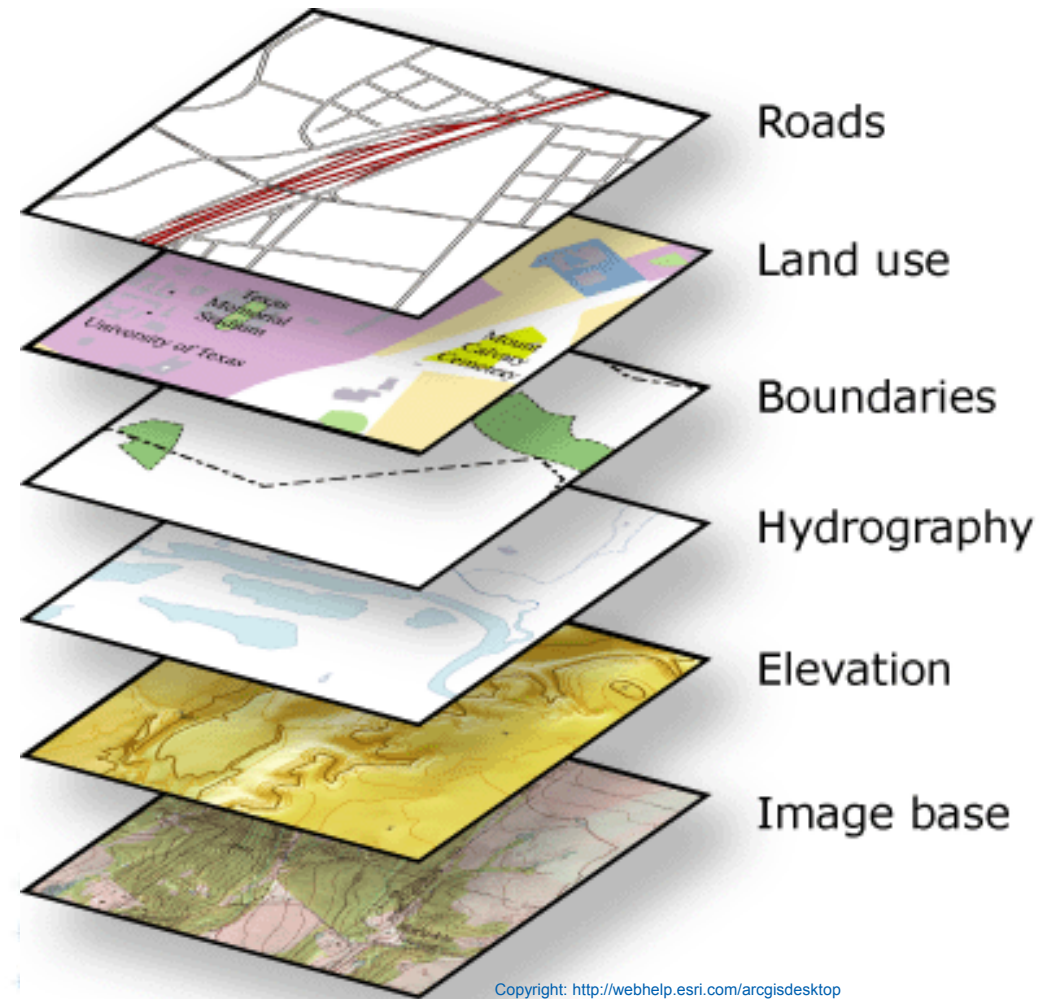 Roads
Land use
Texas
Memorial
Stadium
University of Texas
Mount
Calvary
Cemetery
Boundaries
Hydrography
Elevation
Image base
Copyright: http://webhelp.esri.com/arcgisdesktop